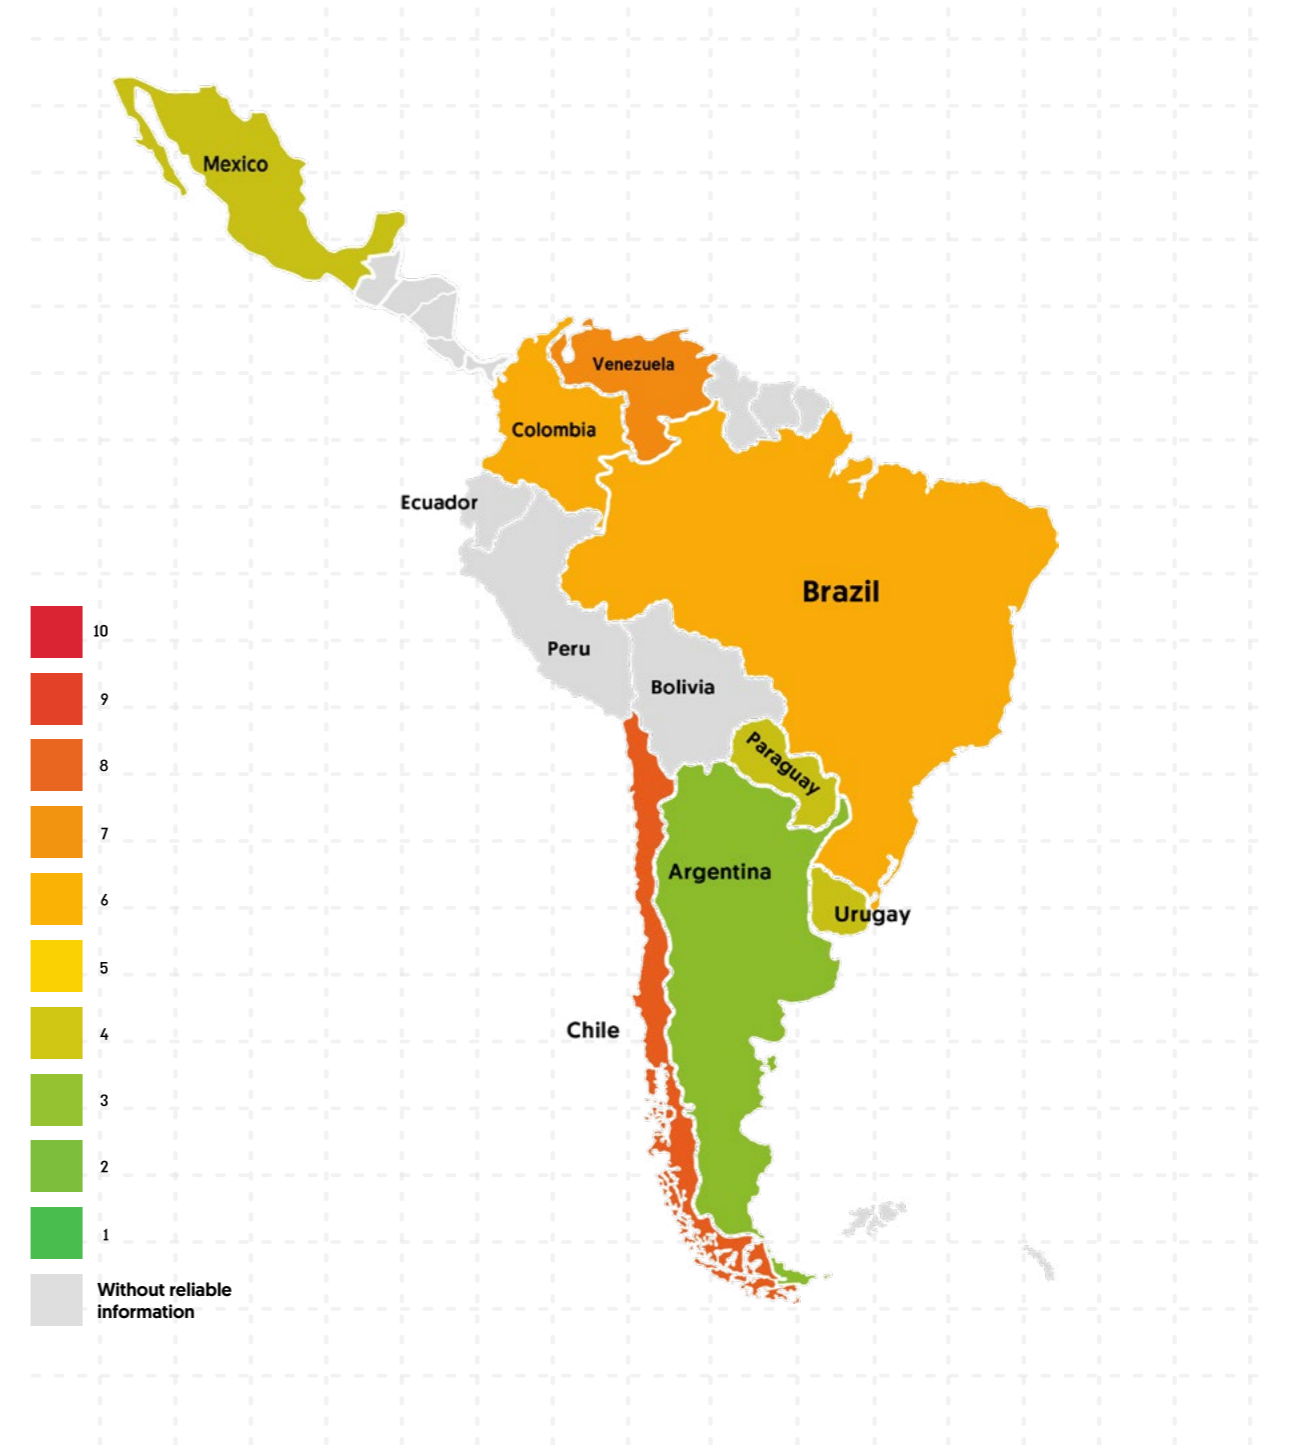 Mexico
Venezuela
Colombia
Ecuador
Brazil
10
Peru
Bolivia
9
Paraguay
8
7
Argentina
6
Urugay
5
Chile
4
3
2
1
Without reliable
information